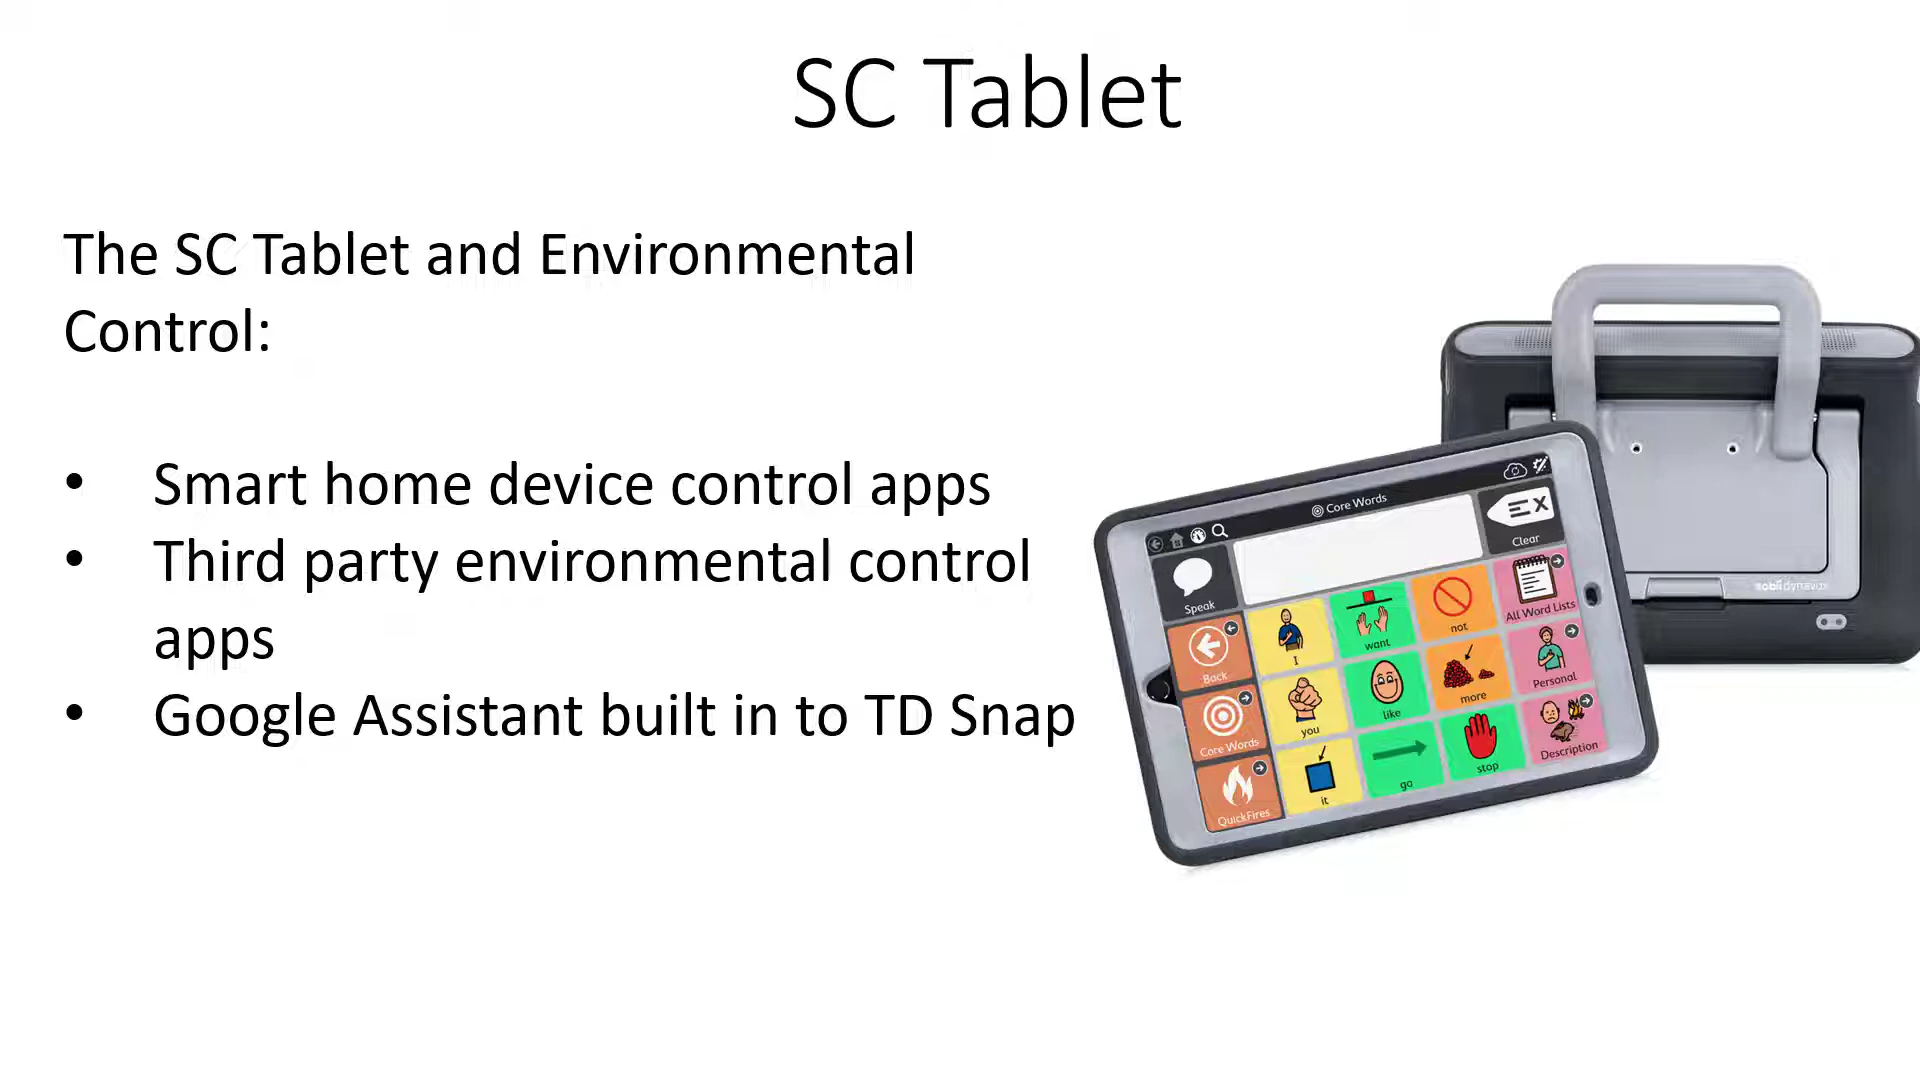 SC Tablet
The SC Tablet and Environmental
Control:
• Smart home device control apps
• Third party environmental control
apps
• Google Assistant built in to TD Snap
Core Words
Clear
Speak
All Word Lists
I
want
not
Back
Personal
you
like
more
Core Words
Description
it
go
stop
QuickFires
tobii dynavox